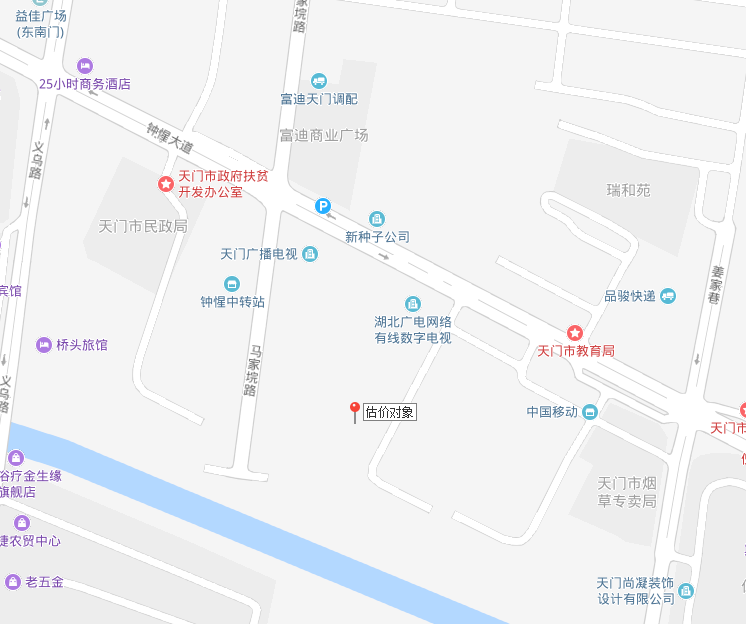 益佳广场
(东南门)
家垸路
25小时商务酒店
富迪天门调配
钟惺大道
富迪商业广场
义乌路
天门市政府扶贫
开发办公室
瑞和苑
天门市民政局
P
新种子公司
天门广播电视
姜家巷
宾馆
钟惺中转站
品骏快递
湖北广电网络
有线数字电视
桥头旅馆
天门市教育局
马家垸路
义乌路
估价对象
中国移动
天门市
浴疗金生缘
旗舰店
天门市烟
草专卖局
捷农贸中心
老五金
天门尚凝装饰
设计有限公司